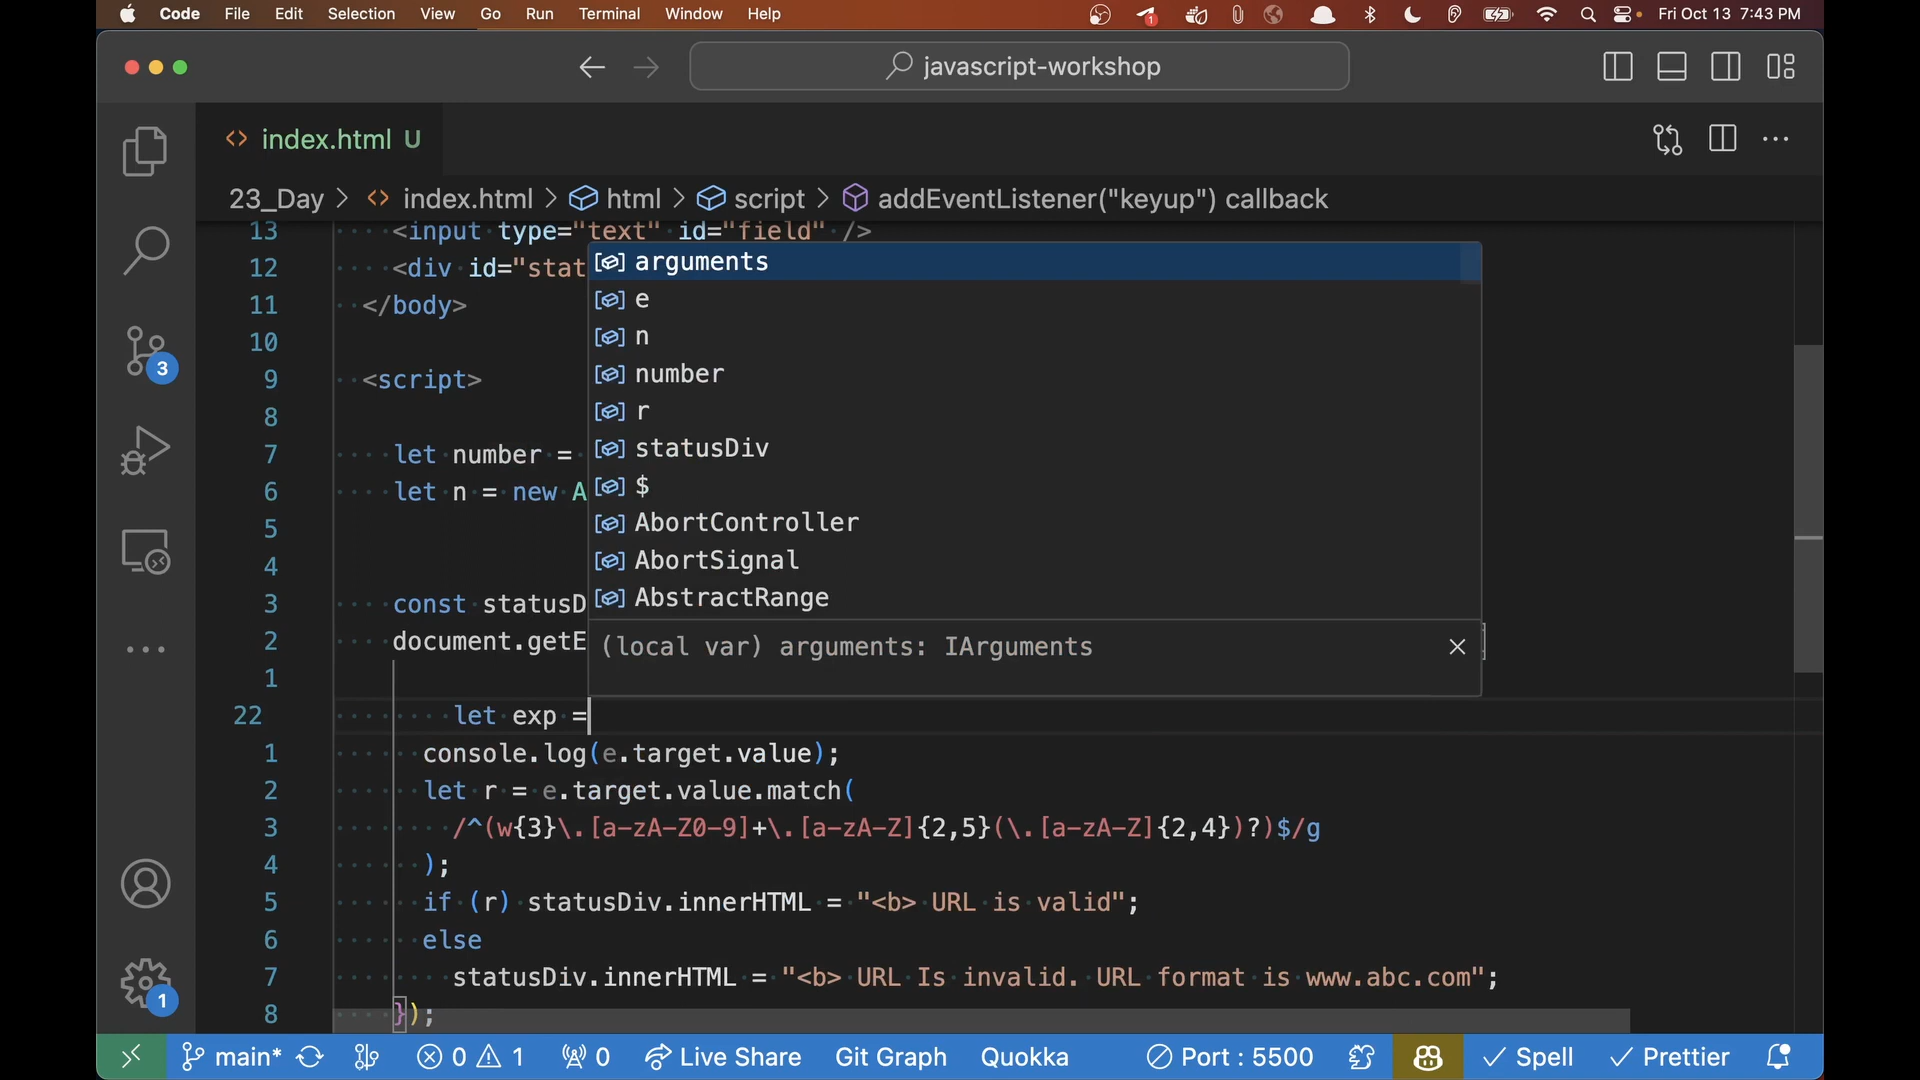 Code File Edit Selection View Go Run Terminal Window Help 1 Fri Oct 13 7:43 PM
javascript-workshop
index.html U
23_Day > index.html > html > script > addEventListener("keyup") callback
13 <input type="text" id="field" />
12 <div id="stat
11 </body>
10
9 <script>
8
7 let number =
6 let n = new A
5
4
3 const statusD
2 document.getE
1
arguments
e
n
number
r
statusDiv
$
AbortController
AbortSignal
AbstractRange
(local var) arguments: IArguments
22 let exp =
1 console.log(e.target.value);
2 let r = e.target.value.match(
3 /^(w{3}\.[a-zA-Z0-9]+\.[a-zA-Z]{2,5}(\.[a-zA-Z]{2,4})?)$/g
4 );
5 if (r) statusDiv.innerHTML = "<b> URL is valid";
6 else
7 statusDiv.innerHTML = "<b> URL Is invalid. URL format is www.abc.com";
8 });
3
1
main* 0 1 0 Live Share Git Graph Quokka Port : 5500 Spell Prettier